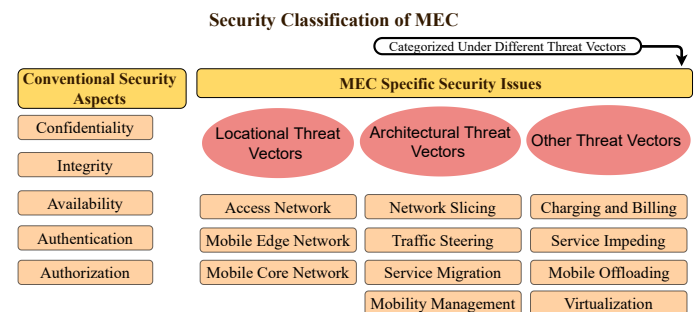 Security Classification of MEC
Categorized Under Different Threat Vectors
Conventional Security
Aspects
Confidentiality
Integrity
Availability
Authentication
Authorization
MEC Specific Security Issues
Locational Threat
Vectors
Access Network
Mobile Edge Network
Mobile Core Network
Architectural Threat
Vectors
Network Slicing
Traffic Steering
Service Migration
Mobility Management
Other Threat Vectors
Charging and Billing
Service Impeding
Mobile Offloading
Virtualization